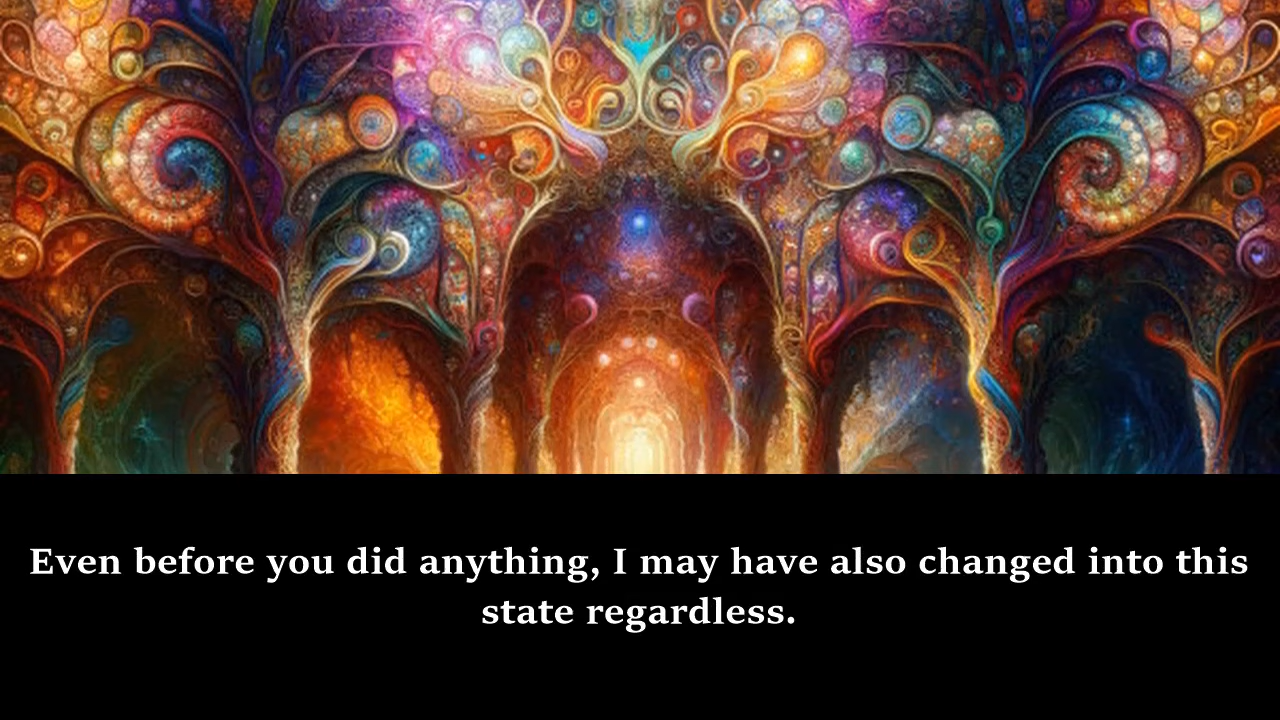 Even before you did anything, I may have also changed into this
state regardless.